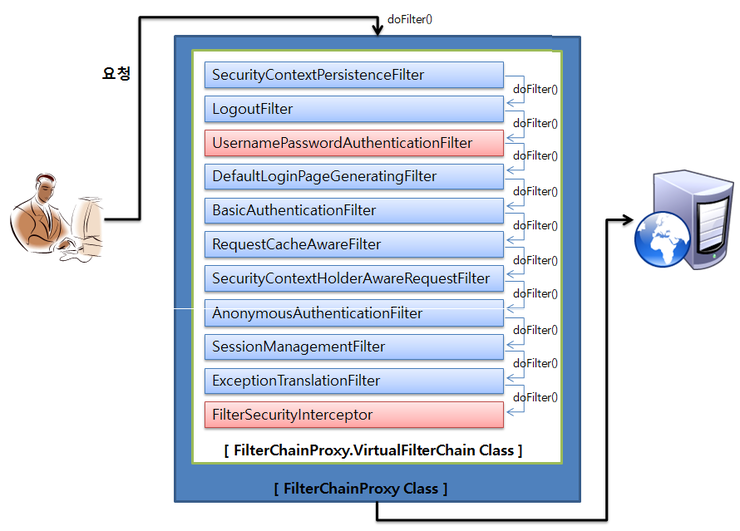 doFilter()
요청
SecurityContextPersistenceFilter
doFilter()
LogoutFilter
doFilter()
UsernamePasswordAuthenticationFilter
doFilter()
DefaultLoginPageGeneratingFilter
doFilter()
BasicAuthenticationFilter
doFilter()
RequestCacheAwareFilter
doFilter()
SecurityContextHolderAwareRequestFilter
doFilter()
AnonymousAuthenticationFilter
doFilter()
SessionManagementFilter
doFilter()
ExceptionTranslationFilter
doFilter()
FilterSecurityInterceptor
[ FilterChainProxy.VirtualFilterChain Class ]
[ FilterChainProxy Class ]